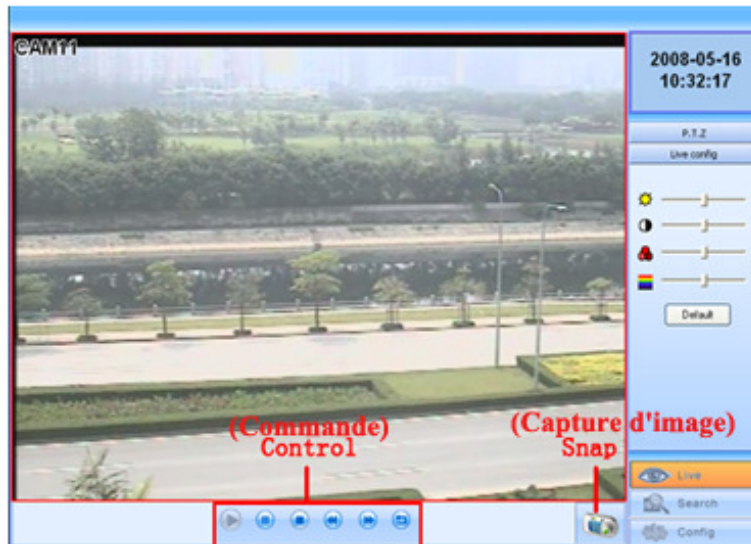 CAM11
2008-05-16
10:32:17
P.T.Z
Live config
Default
(Commande)
Control
(Capture d'image)
Snap
Live
Search
Config